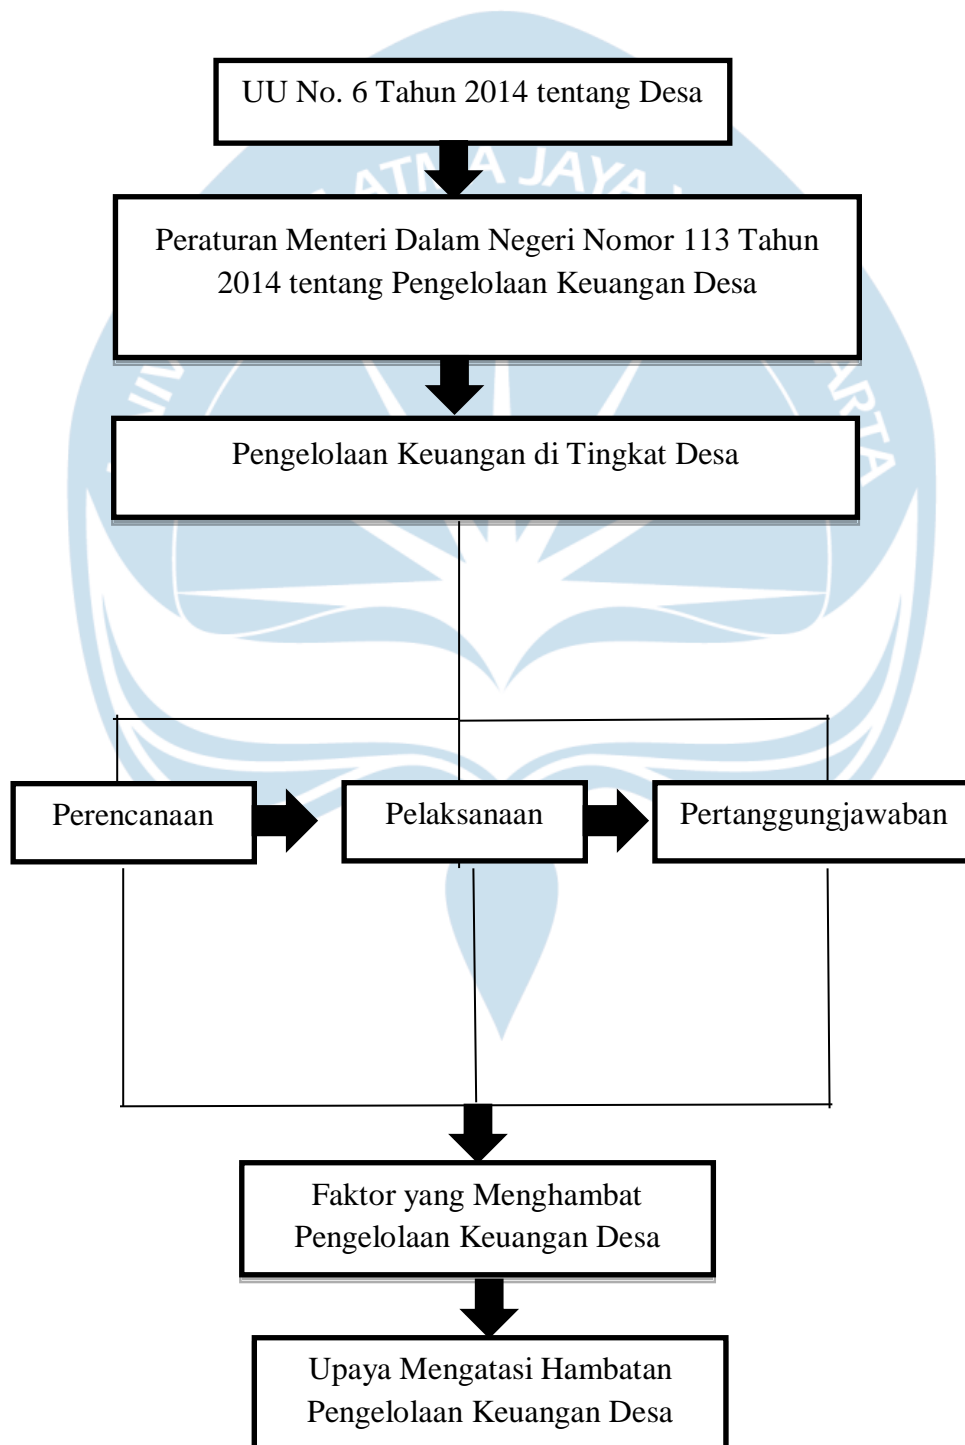 UU No. 6 Tahun 2014 tentang Desa
ATMA JAYA
Peraturan Menteri Dalam Negeri Nomor 113 Tahun
2014 tentang Pengelolaan Keuangan Desa
Pengelolaan Keuangan di Tingkat Desa
Perencanaan
Pelaksanaan
Pertanggungjawaban
Faktor yang Menghambat
Pengelolaan Keuangan Desa
Upaya Mengatasi Hambatan
Pengelolaan Keuangan Desa